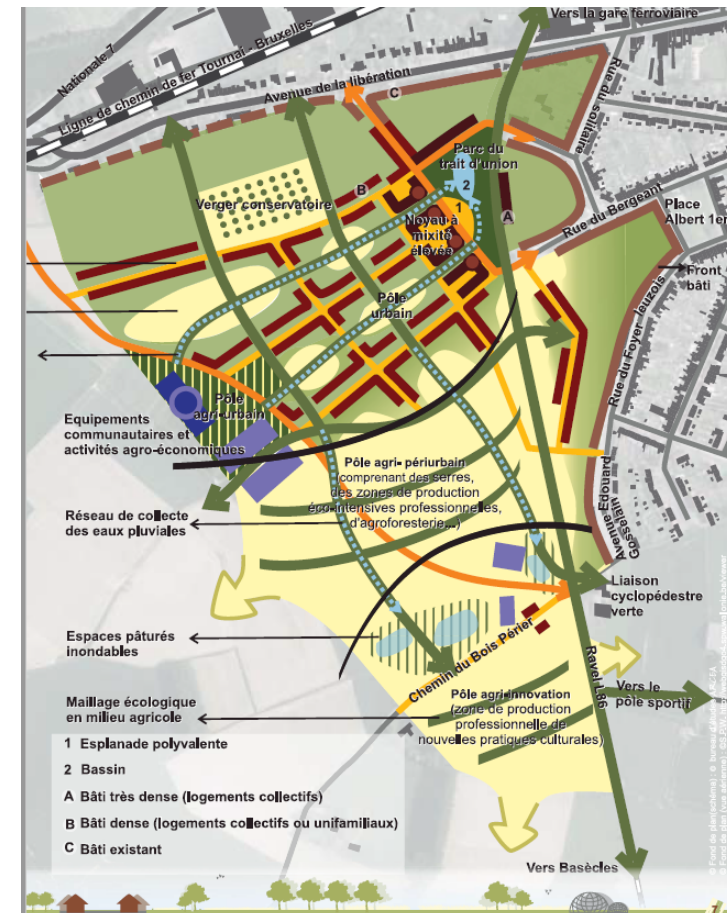 Vers la gare ferroviaire
Nationale 7
Ligne de chemin de fer Tournai - Bruxelles
Avenue de la libération
C
Rue du solitaire
Parc du
trait d'union
B
2
Verger conservatoire
1
A
Noyau à
mixité
élevée
Rue du Bergeant
Place
Albert 1er
Front
bâti
Pôle
urbain
Rue du Foyer leuzois
Pôle
agri-urbain
Equipements
communautaires et
activités agro-économiques
Pôle agri- périurbain
(comprenant des serres,
des zones de production
éco-intensives professionnelles,
d'agroforesterie...)
Avenue Edouard
Gosselain
Réseau de collecte
des eaux pluviales
Liaison
cyclopédestre
verte
Espaces pâturés
inondables
Chemin du Bois Périer
Ravel L86
Vers le
pôle sportif
Maillage écologique
en milieu agricole
Pôle agri-innovation
(zone de production
professionnelle de
nouvelles pratiques culturales)
1 Esplanade polyvalente
2 Bassin
A Bâti très dense (logements collectifs)
B Bâti dense (logements collectifs ou unifamiliaux)
C Bâti existant
Vers Basècles
7